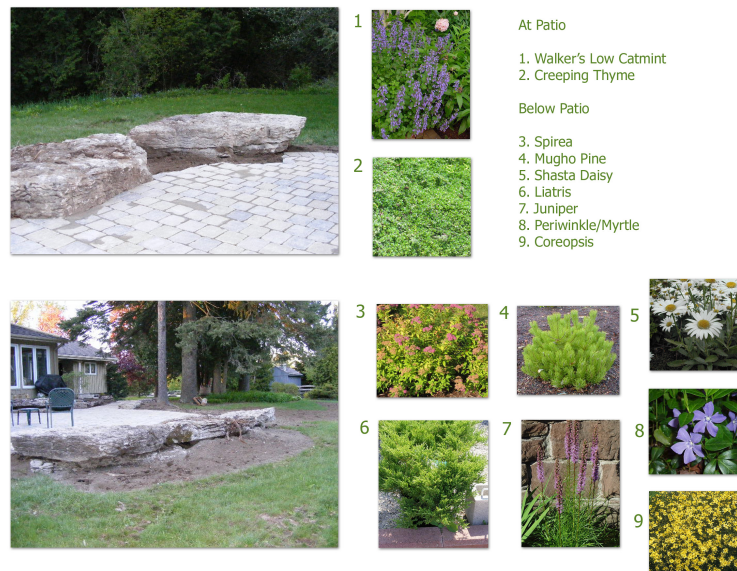 At Patio
1. Walker's Low Catmint
2. Creeping Thyme
Below Patio
3. Spirea
4. Mugho Pine
5. Shasta Daisy
6. Liatris
7. Juniper
8. Periwinkle/Myrtle
9. Coreopsis
1
2
3
4
5
6
7
8
9